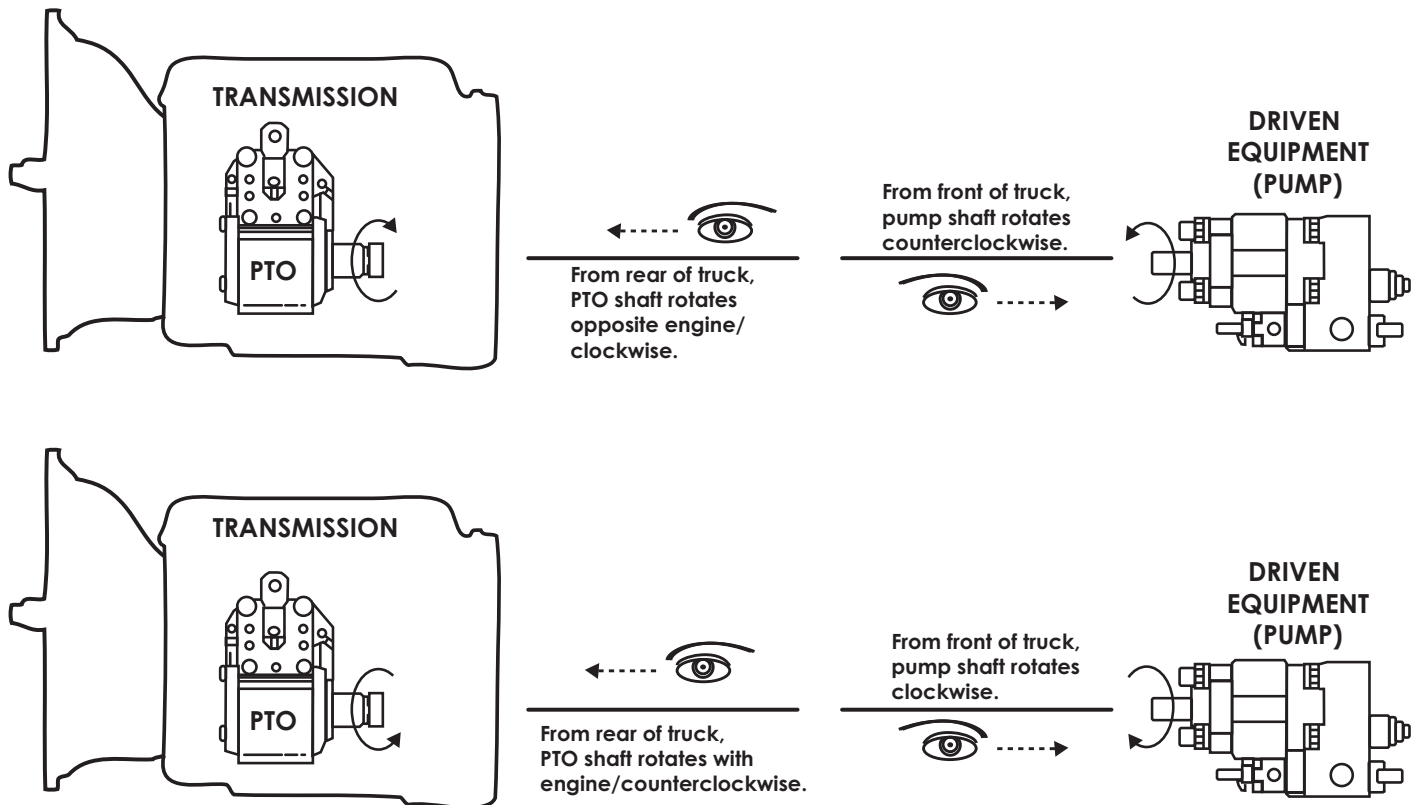 TRANSMISSION
PTO
From rear of truck,
PTO shaft rotates
opposite engine/
clockwise.
From front of truck,
pump shaft rotates
counterclockwise.
DRIVEN
EQUIPMENT
(PUMP)
TRANSMISSION
PTO
From rear of truck,
PTO shaft rotates with
engine/counterclockwise.
From front of truck,
pump shaft rotates
clockwise.
DRIVEN
EQUIPMENT
(PUMP)